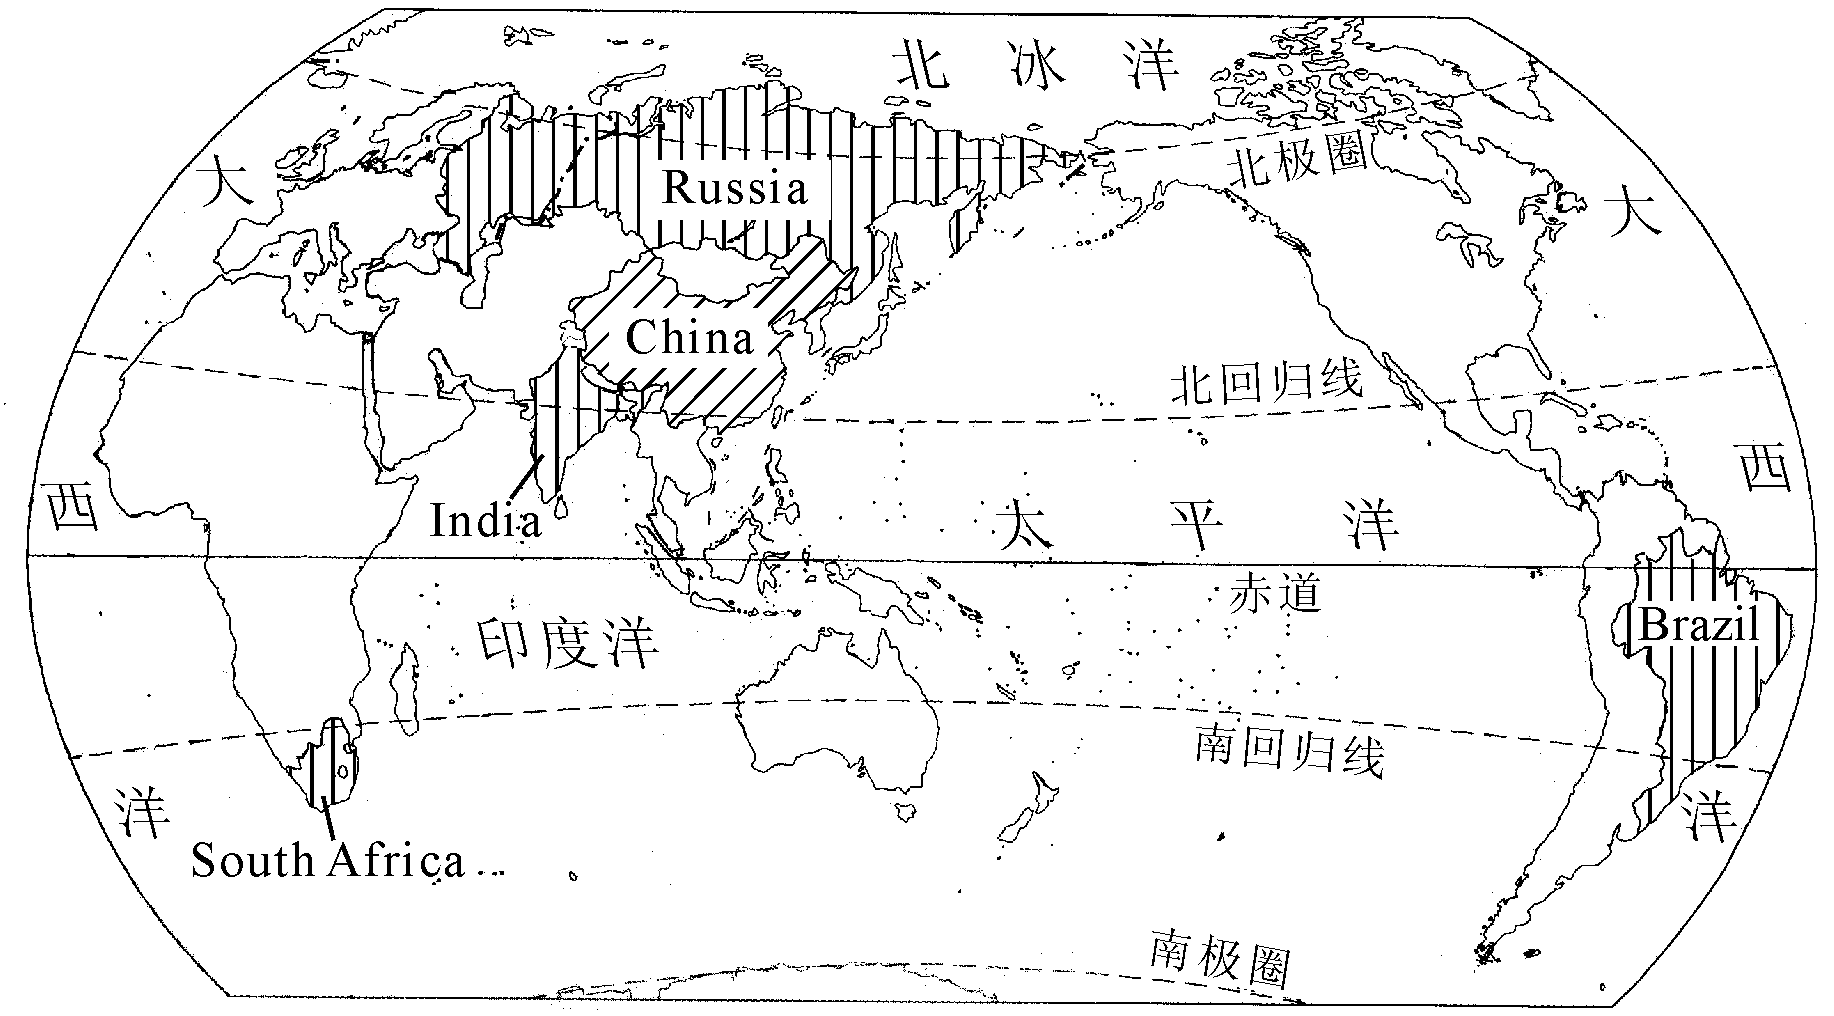 北冰洋
北极圈
大
大
Russia
China
北回归线
西
西
India
太平洋
赤道
印度洋
Brazil
南回归线
洋
洋
South Africa
南极圈